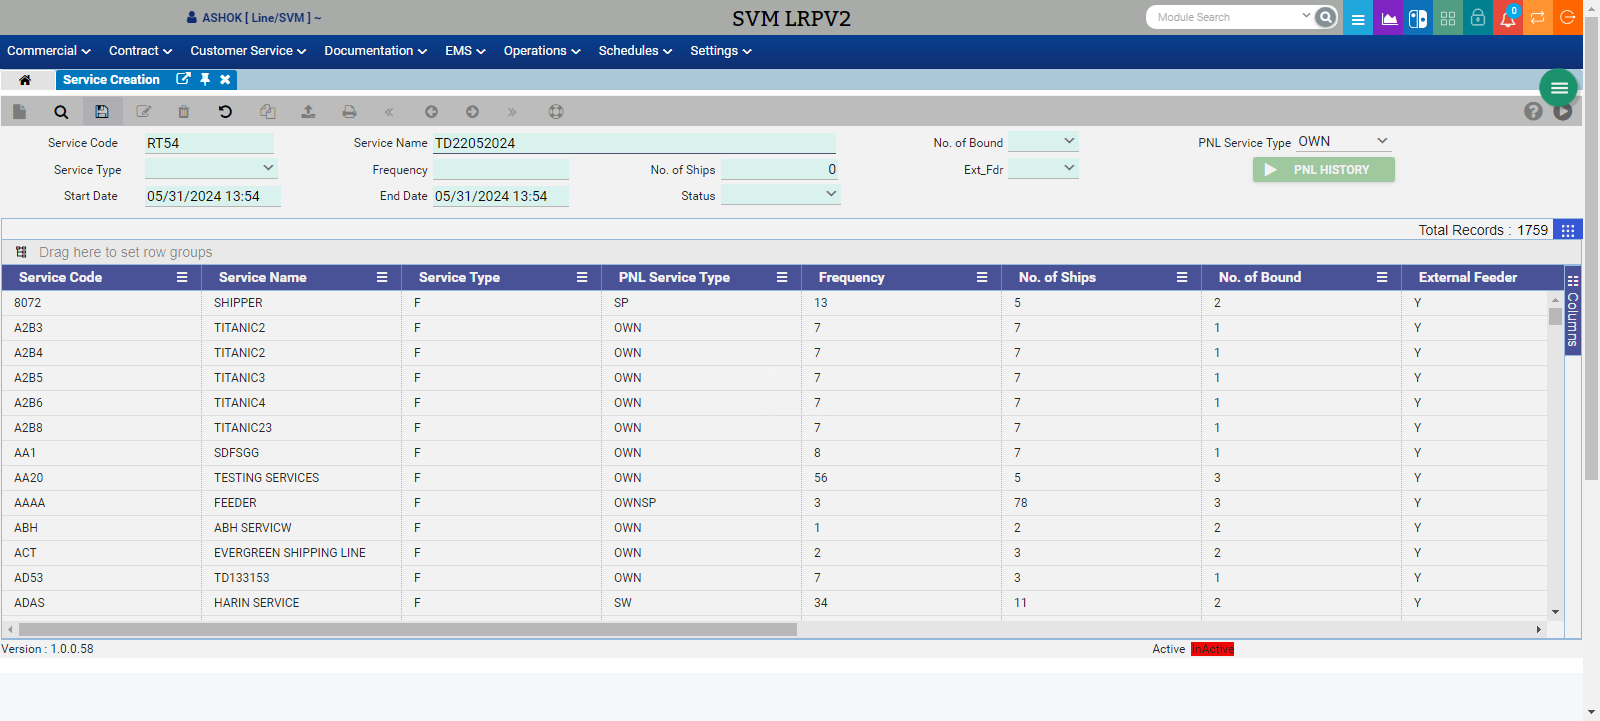 ASHOK [ Line/SVM ] ~ SVM LRPV2 Module Search 0
Commercial Contract Customer Service Documentation EMS Operations Schedules Settings
Service Creation
Service Code RT54 Service Name TD22052024 No. of Bound PNL Service Type OWN
Service Type Frequency No. of Ships 0 Ext_Fdr PNL HISTORY
Start Date 05/31/2024 13:54 End Date 05/31/2024 13:54 Status
Total Records : 1759
Drag here to set row groups
Service Code Service Name Service Type PNL Service Type Frequency No. of Ships No. of Bound External Feeder
Columns
8072 SHIPPER F SP 13 5 2 Y
A2B3 TITANIC2 F OWN 7 7 1 Y
A2B4 TITANIC2 F OWN 7 7 1 Y
A2B5 TITANIC3 F OWN 7 7 1 Y
A2B6 TITANIC4 F OWN 7 7 1 Y
A2B8 TITANIC23 F OWN 7 7 1 Y
AA1 SDFSGG F OWN 8 7 1 Y
AA20 TESTING SERVICES F OWN 56 5 3 Y
AAAA FEEDER F OWNSP 3 78 3 Y
ABH ABH SERVICW F OWN 1 2 2 Y
ACT EVERGREEN SHIPPING LINE F OWN 2 3 2 Y
AD53 TD133153 F OWN 7 3 1 Y
ADAS HARIN SERVICE F SW 34 11 2 Y
Version : 1.0.0.58 Active InActive